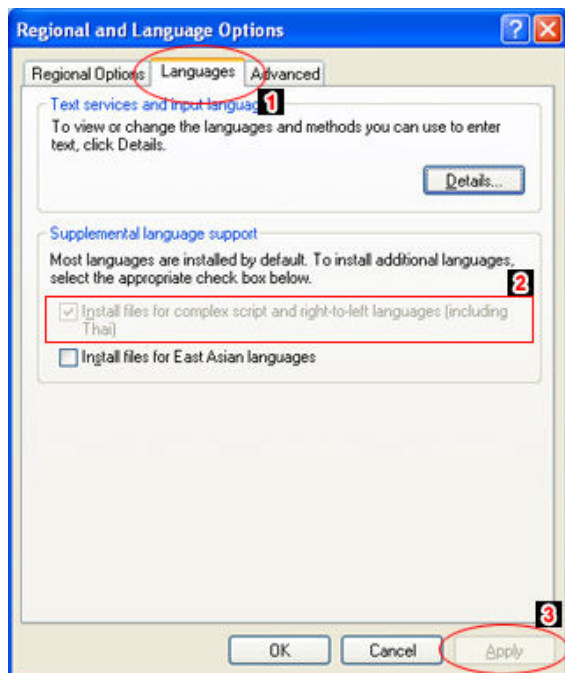 Regional and Language Options
Regional Options Languages Advanced
1
Text services and input languag
To view or change the languages and methods you can use to enter
text, click Details.
Details...
Supplemental language support
Most languages are installed by default. To install additional languages,
select the appropriate check box below.
2
Install files for complex script and right-to-left languages (including
Thai)
Install files for East Asian languages
3
OK Cancel Apply